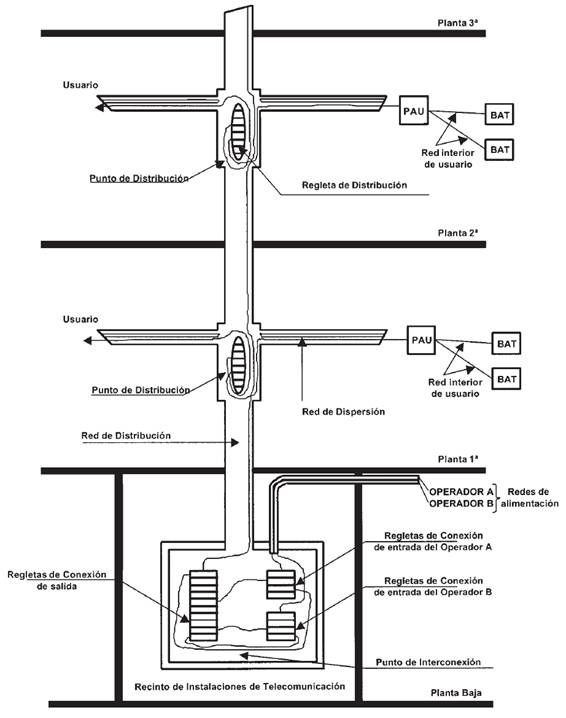 Planta 3ª
Usuario
PAU
BAT
BAT
Red interior
de usuario
Punto de Distribución
Regleta de Distribución
Planta 2ª
Usuario
PAU
BAT
BAT
Red interior
de usuario
Punto de Distribución
Red de Dispersión
Red de Distribución
Planta 1ª
OPERADOR A
OPERADOR B
Redes de
alimentación
Regletas de Conexión
de entrada del Operador A
Regletas de Conexión
de salida
Regletas de Conexión
de entrada del Operador B
Punto de Interconexión
Recinto de Instalaciones de Telecomunicación
Planta Baja